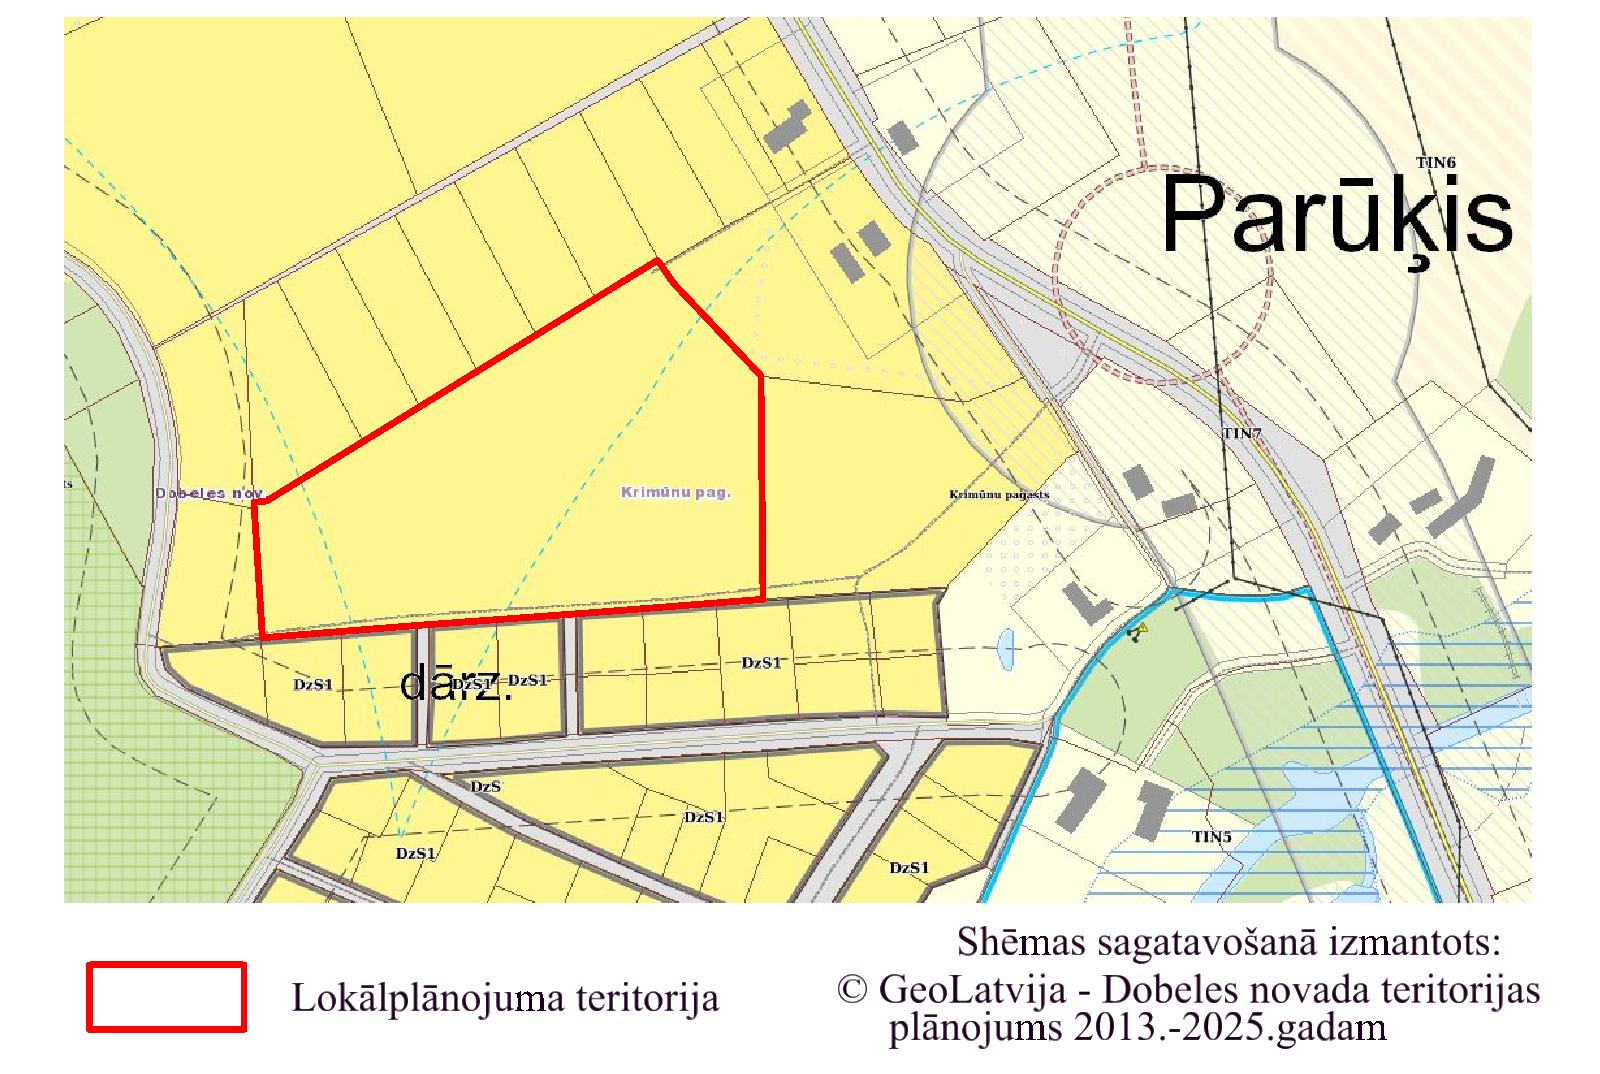 TIN6
Parūķis
TIN7
ts
Dobeles nov.
Krimūnu pag.
Krimūnu pagasts
DzS1
dārz.
DzS1
DzS1
DzS1
DzS
DzS1
DzS1
DzS1
TIN5
Shēmas sagatavošanā izmantots:
Lokālplānojuma teritorija
© GeoLatvija - Dobeles novada teritorijas
plānojums 2013.-2025.gadam